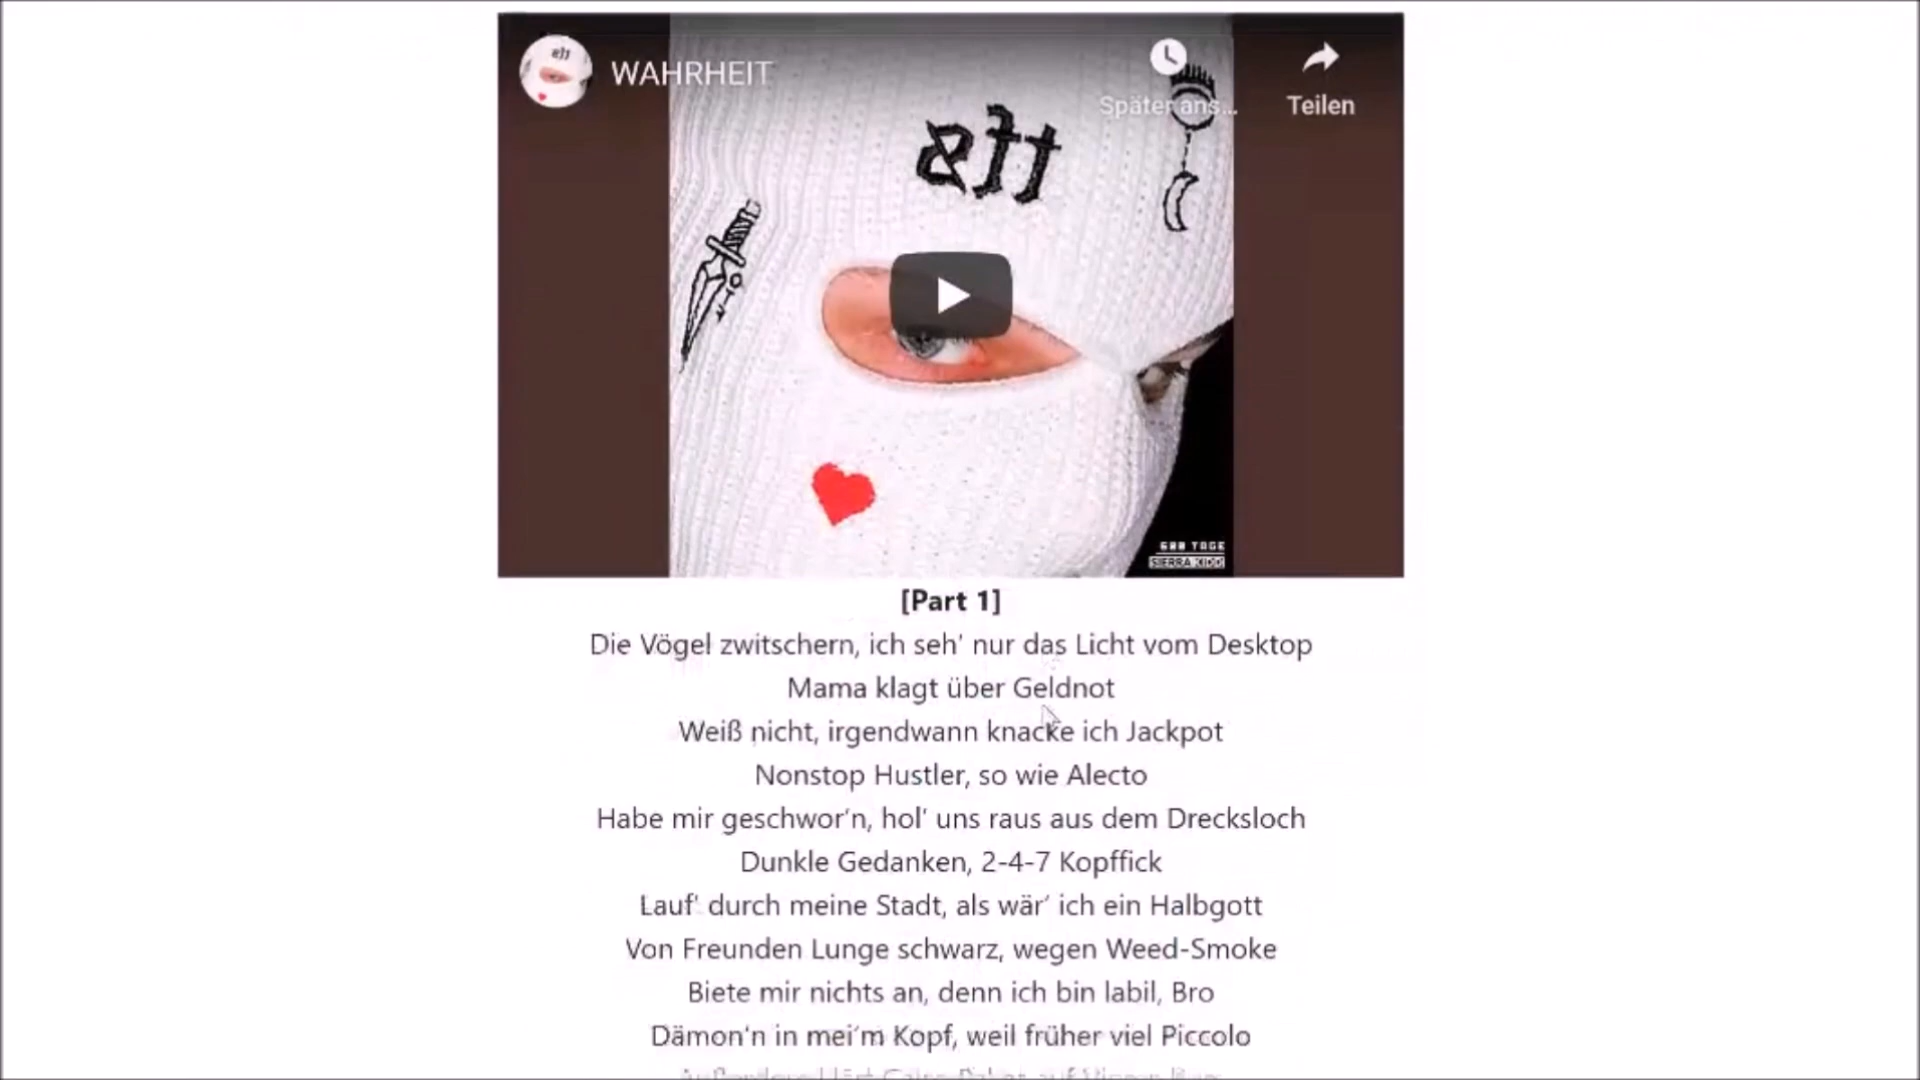 WAHRHEIT
Später ans...
Teilen
600 TAGE
SIERRA KIDD
[Part 1]
Die Vögel zwitschern, ich seh' nur das Licht vom Desktop
Mama klagt über Geldnot
Weiß nicht, irgendwann knacke ich Jackpot
Nonstop Hustler, so wie Alecto
Habe mir geschwor'n, hol' uns raus aus dem Drecksloch
Dunkle Gedanken, 2-4-7 Kopffick
Lauf' durch meine Stadt, als wär' ich ein Halbgott
Von Freunden Lunge schwarz, wegen Weed-Smoke
Biete mir nichts an, denn ich bin labil, Bro
Dämon'n in mei'm Kopf, weil früher viel Piccolo